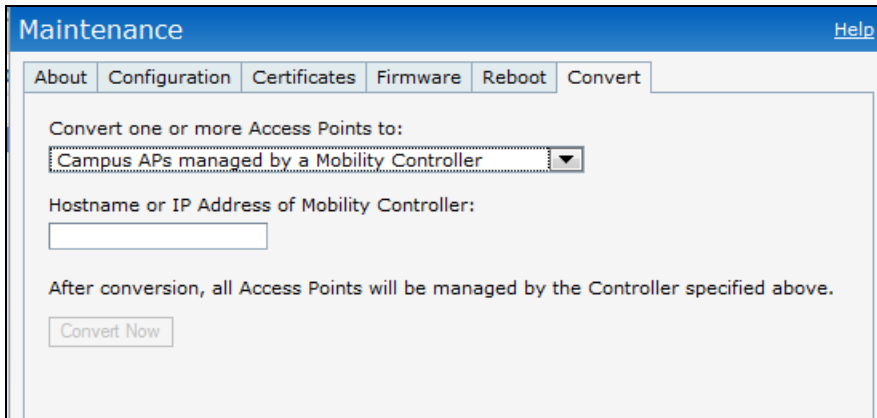 Maintenance Help
About Configuration Certificates Firmware Reboot Convert
Convert one or more Access Points to:
Campus APs managed by a Mobility Controller
Hostname or IP Address of Mobility Controller:
After conversion, all Access Points will be managed by the Controller specified above.
Convert Now